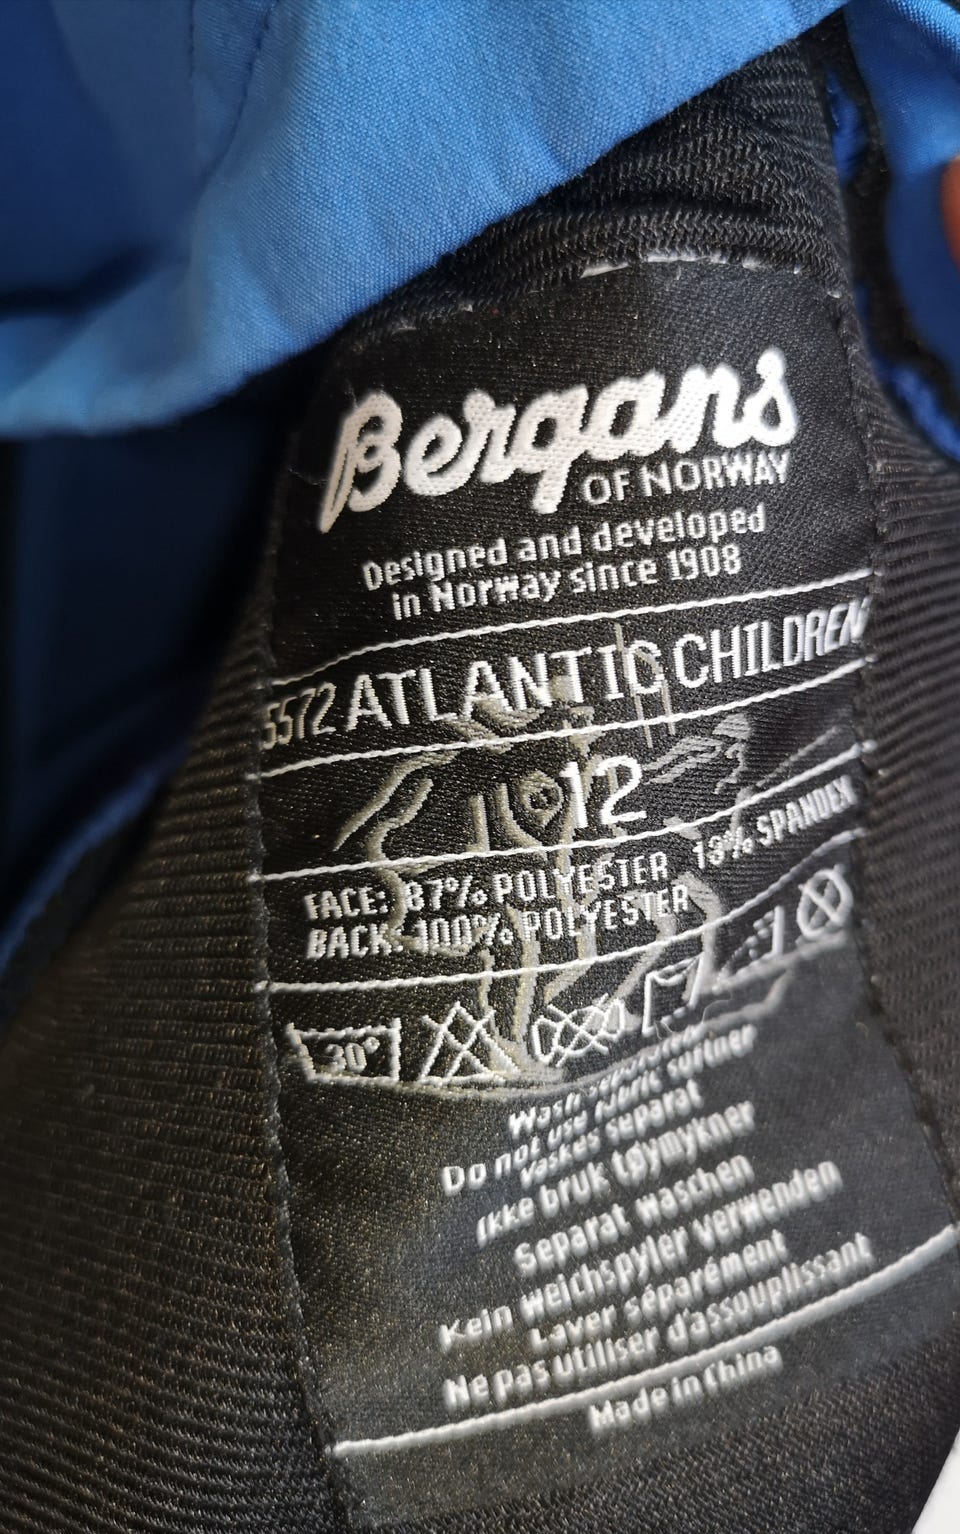 Bergans
OF NORWAY
Designed and developed
in Norway since 1908
5572 ATLANTIC CHILDREN
12
FACE: 87% POLYESTER 13% SPANDEX
BACK: 100% POLYESTER
30°
Wash separately
Do not use fabric softner
Vaskes separat
Ikke bruk tøymykner
Separat waschen
Kein Weichspyler verwenden
Laver séparément
Ne pas utiliser d'assouplissant
Made in China